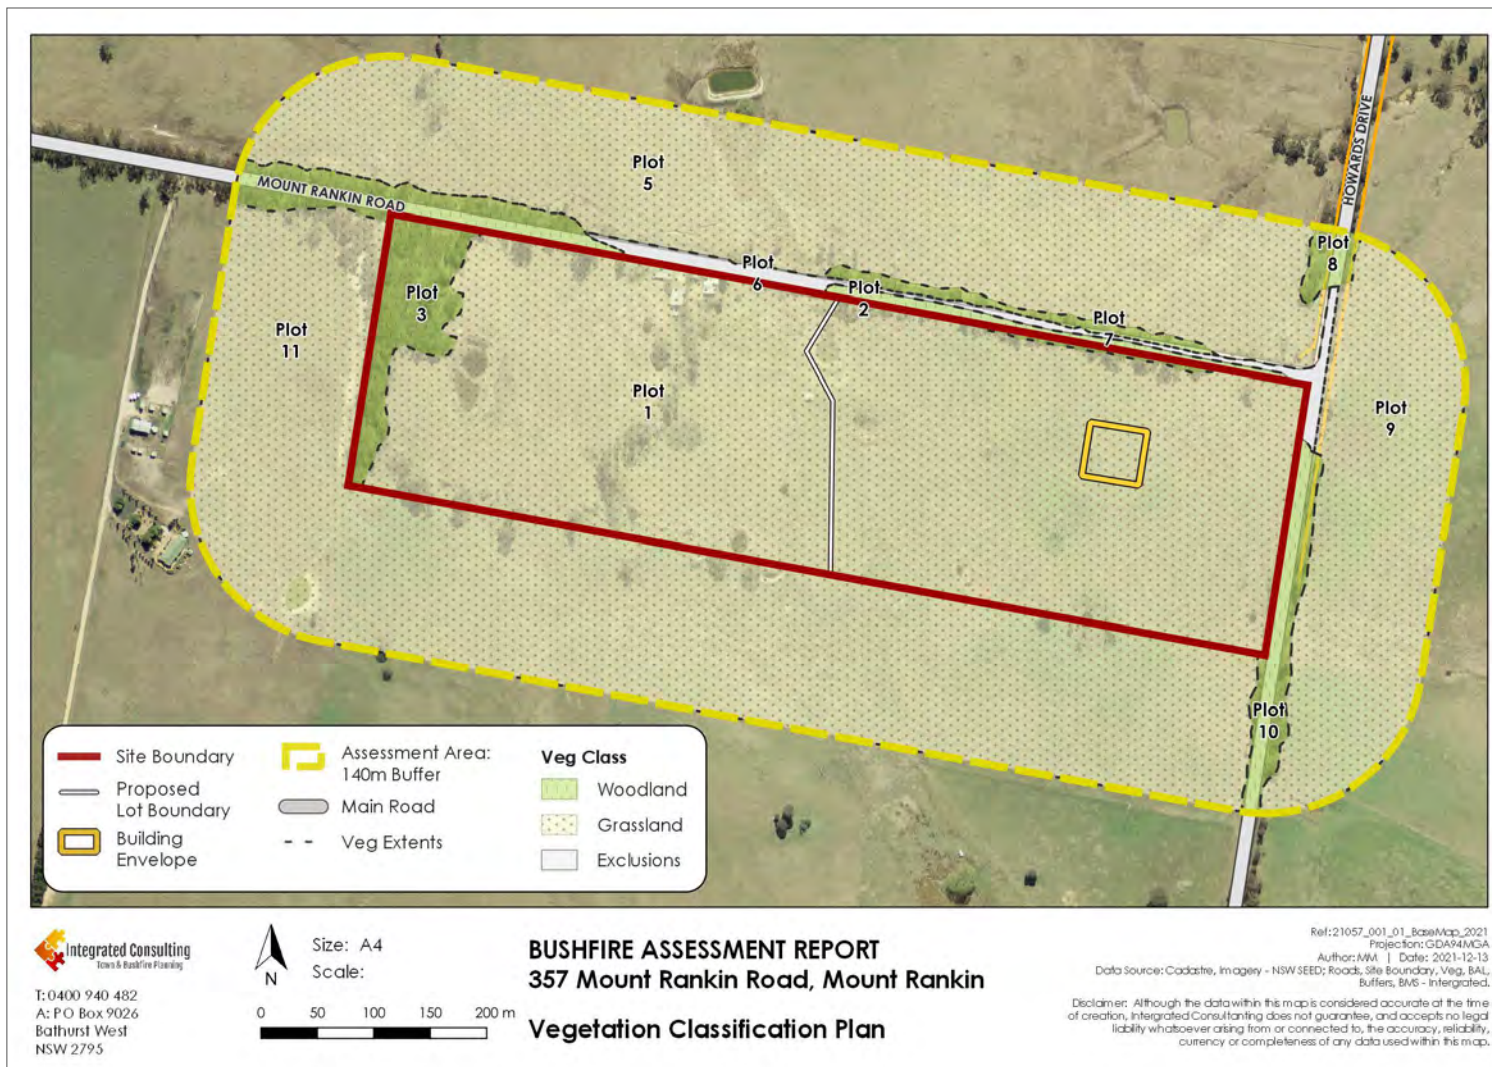 HOWARDS DRIVE
Plot
5
MOUNT RANKIN ROAD
Plot
8
Plot
6
Plot
2
Plot
3
Plot
7
Plot
11
Plot
1
Plot
9
Plot
10
Site Boundary
Proposed
Lot Boundary
Building
Envelope
Assessment Area:
140m Buffer
Main Road
Veg Extents
Veg Class
Woodland
Grassland
Exclusions
Integrated Consulting
Town & Bushfire Planning
T: 0400 940 482
A: PO Box 9026
Bathurst West
NSW 2795
N
Size: A4
Scale:
0 50 100 150 200 m
BUSHFIRE ASSESSMENT REPORT
357 Mount Rankin Road, Mount Rankin
Vegetation Classification Plan
Ref: 21057_001_01_BaseMap_2021
Projection: GDA94MGA
Author: MM | Date: 2021-12-13
Data Source: Cadastre, Imagery - NSW SEED; Roads, Site Boundary, Veg, BAL,
Buffers, BMS - Intergrated.
Disclaimer: Although the data within this map is considered accurate at the time
of creation, Intergrated Consultanting does not guarantee, and accepts no legal
liability whatsoever arising from or connected to, the accuracy, reliability,
currency or completeness of any data used within this map.